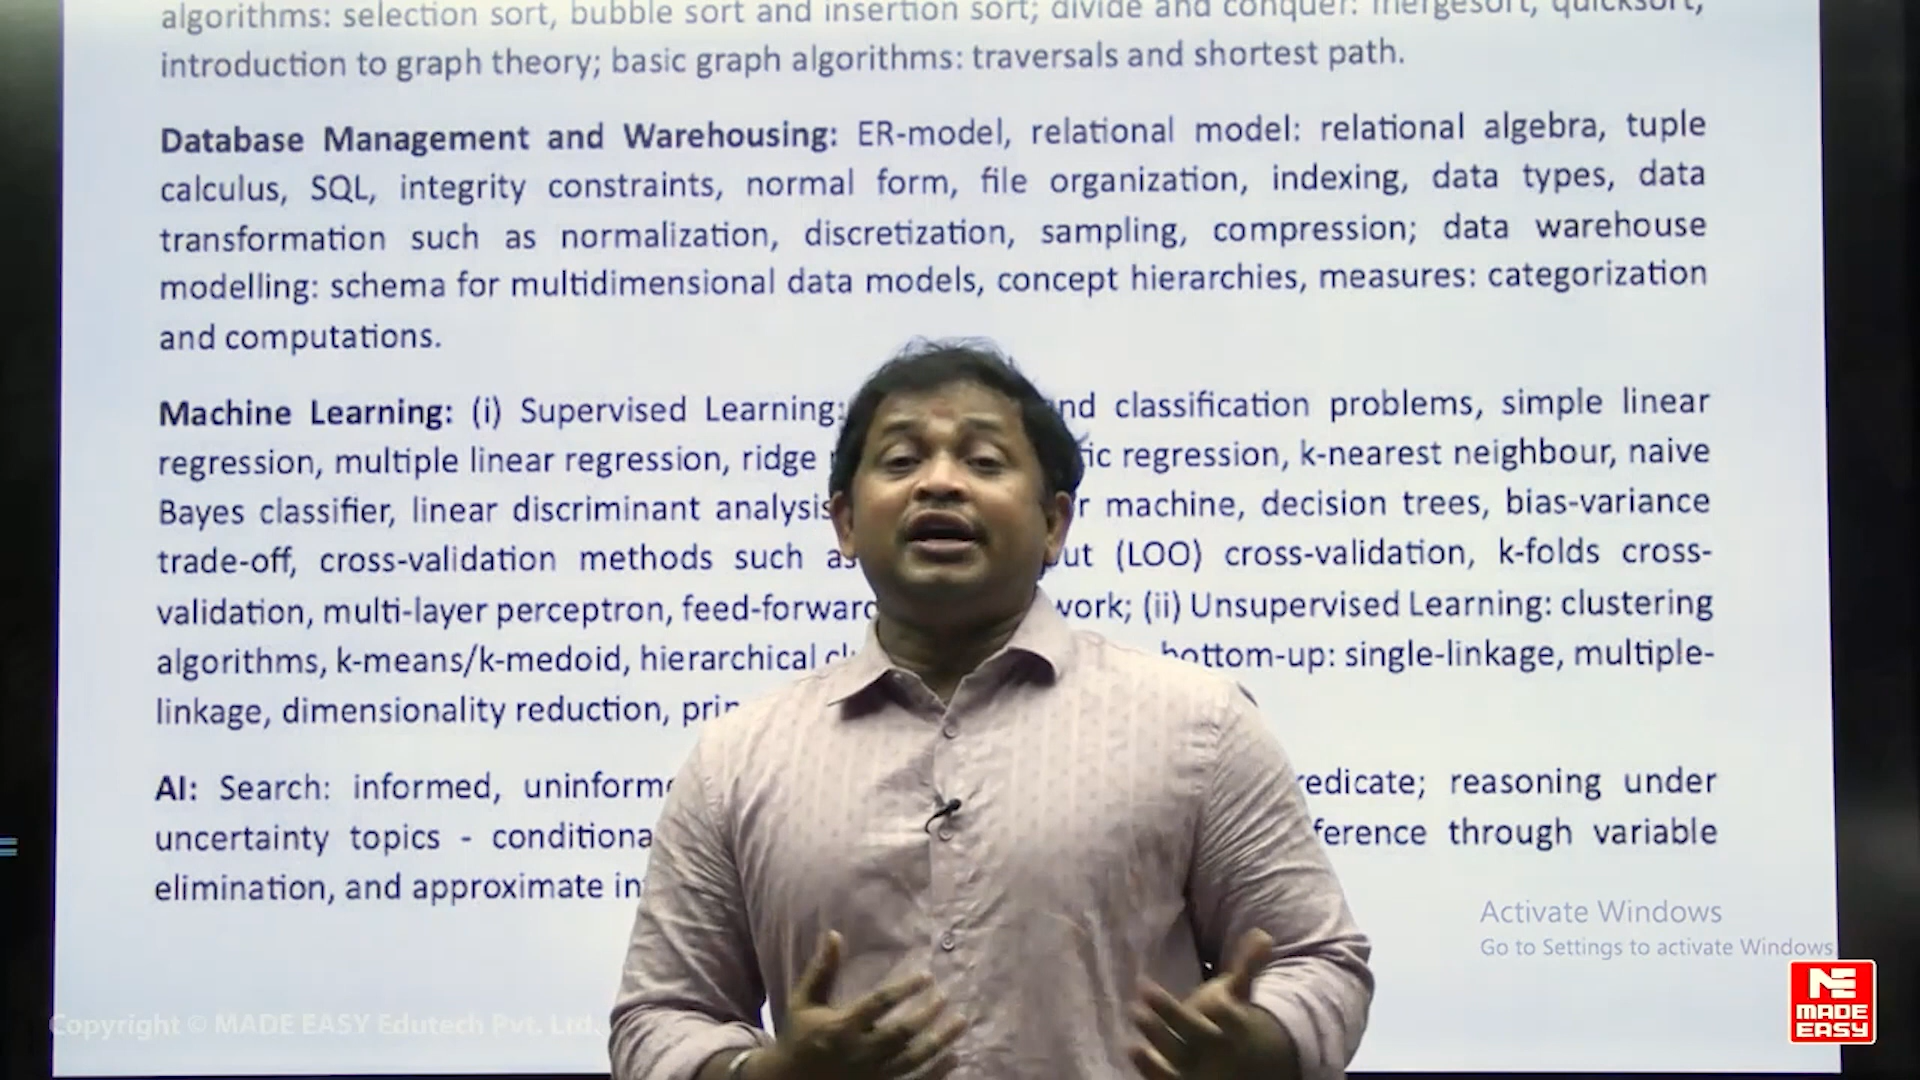 algorithms: selection sort, bubble sort and insertion sort; divide and conquer: mergesort, quicksort,
introduction to graph theory; basic graph algorithms: traversals and shortest path.
Database Management and Warehousing: ER-model, relational model: relational algebra, tuple
calculus, SQL, integrity constraints, normal form, file organization, indexing, data types, data
transformation such as normalization, discretization, sampling, compression; data warehouse
modelling: schema for multidimensional data models, concept hierarchies, measures: categorization
and computations.
Machine Learning: (i) Supervised Learning: classification problems, simple linear
regression, multiple linear regression, ridge regression, k-nearest neighbour, naive
Bayes classifier, linear discriminant analysis machine, decision trees, bias-variance
trade-off, cross-validation methods such as (LOO) cross-validation, k-folds cross-
validation, multi-layer perceptron, feed-forward (ii) Unsupervised Learning: clustering
algorithms, k-means/k-medoid, hierarchical bottom-up: single-linkage, multiple-
linkage, dimensionality reduction,
AI: Search: informed, reasoning under
uncertainty topics - through variable
elimination, and approximate
Activate Windows
Go to Settings to activate Windows
Copyright © MADE EASY Edutech Pvt. Ltd.
ME
MADE
EASY